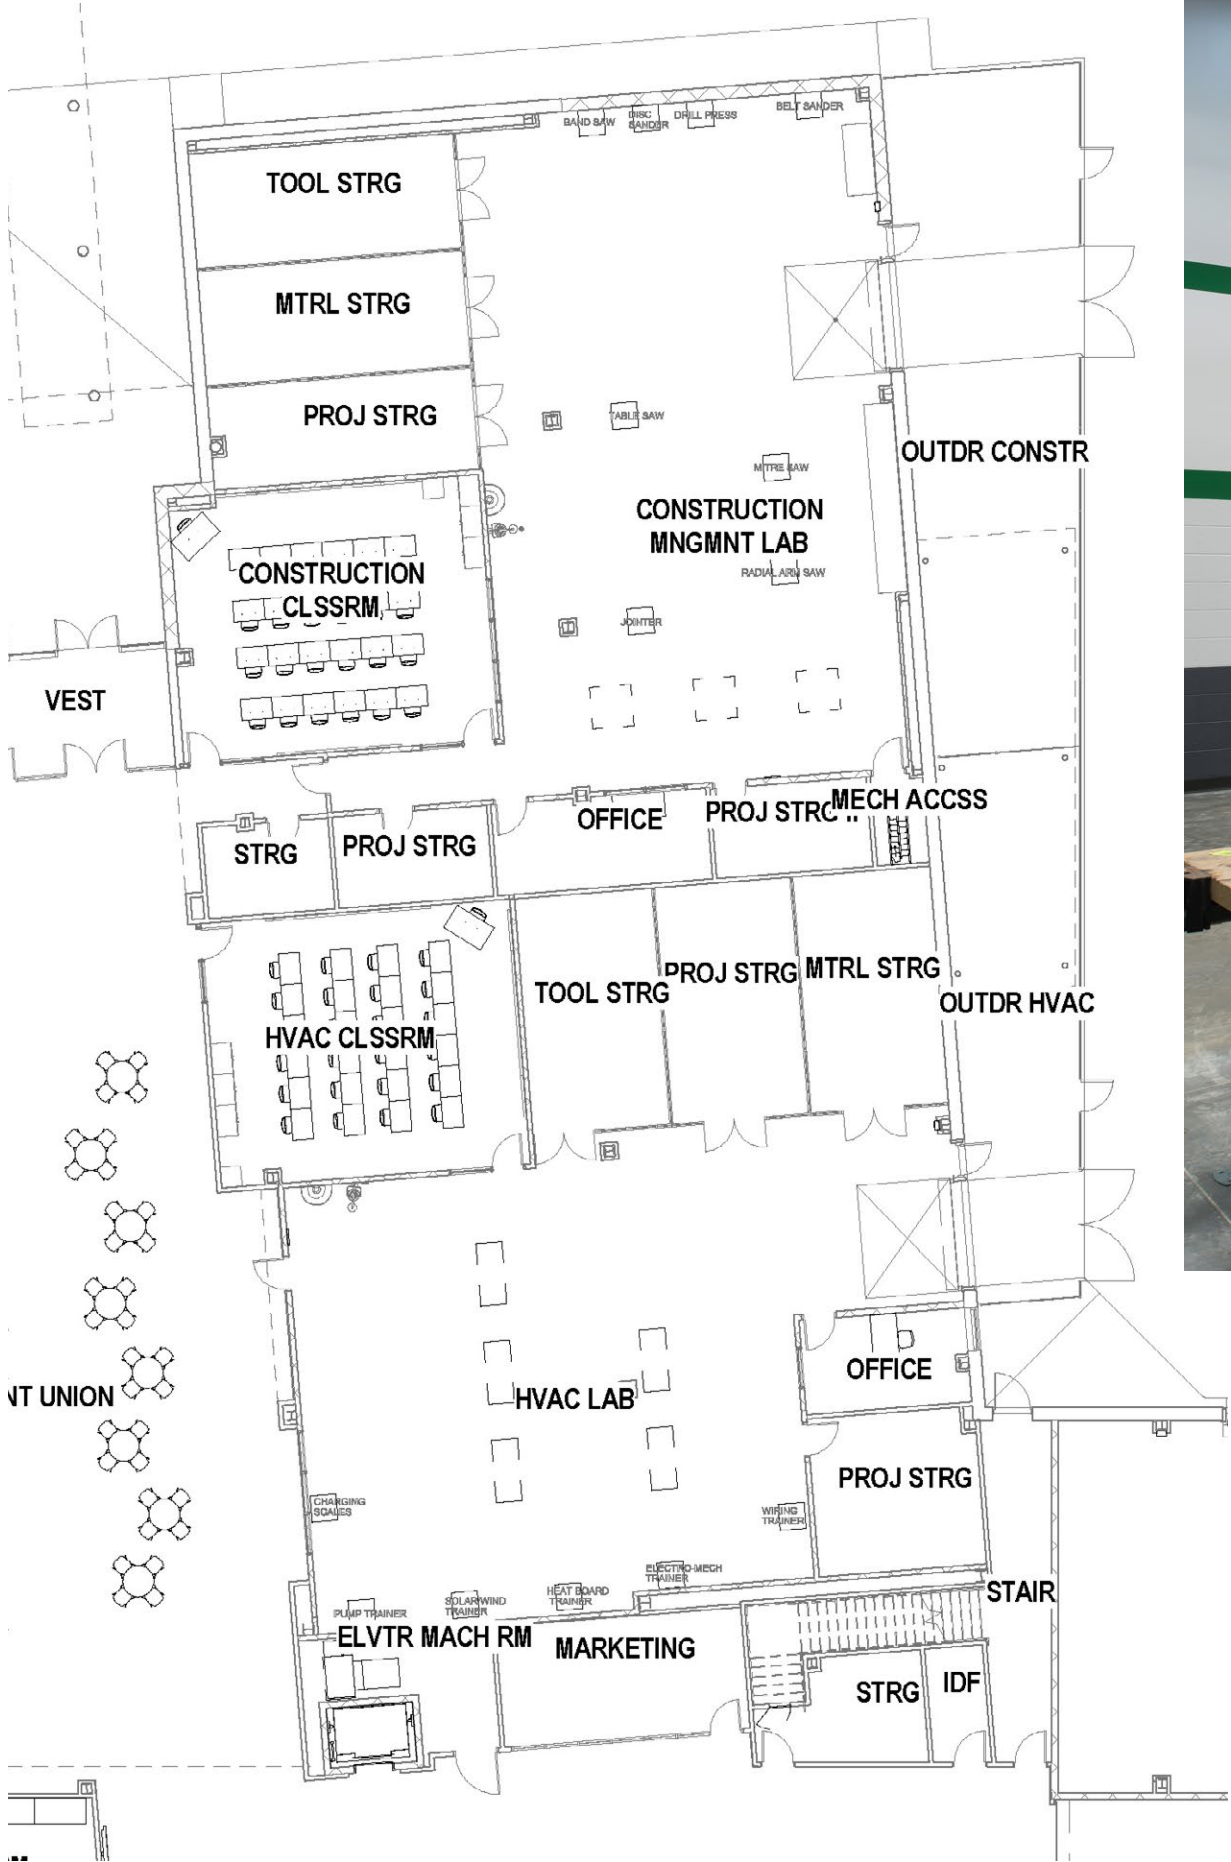 BAND SAW
DISC
SANDER
DRILL PRESS
BELT SANDER
TOOL STRG
MTRL STRG
PROJ STRG
TABLE SAW
OUTDR CONSTR
MITRE SAW
CONSTRUCTION
MNGMNT LAB
CONSTRUCTION
CLSSRM
RADIAL ARM SAW
JOINTER
VEST
MECH ACCSS
PROJ STRG
OFFICE
PROJ STRG
STRG
PROJ STRG
MTRL STRG
TOOL STRG
OUTDR HVAC
HVAC CLSSRM
OFFICE
NT UNION
HVAC LAB
PROJ STRG
CHARGING
SCALES
WIRING
TRAINER
ELECTRO-MECH
TRAINER
HEAT BOARD
TRAINER
SOLAR/WIND
TRAINER
PUMP TRAINER
STAIR
ELVTR MACH RM
MARKETING
STRG
IDF